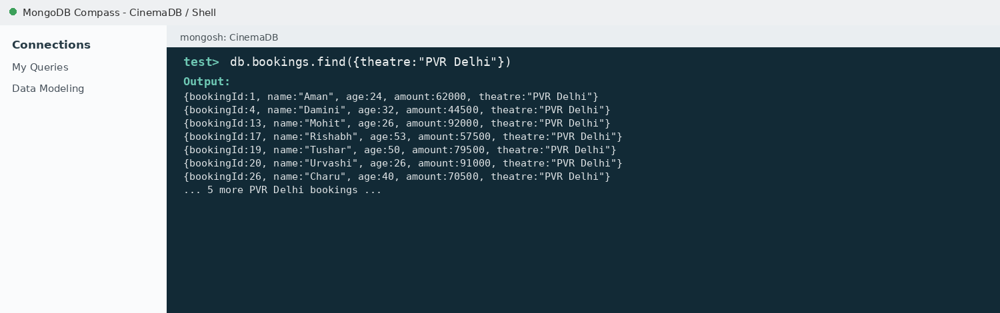 MongoDB Compass - CinemaDB / Shell
Connections
My Queries
Data Modeling
mongosh: CinemaDB
test> db.bookings.find({theatre:"PVR Delhi"})
Output:
{bookingId:1, name:"Aman", age:24, amount:62000, theatre:"PVR Delhi"}
{bookingId:4, name:"Damini", age:32, amount:44500, theatre:"PVR Delhi"}
{bookingId:13, name:"Mohit", age:26, amount:92000, theatre:"PVR Delhi"}
{bookingId:17, name:"Rishabh", age:53, amount:57500, theatre:"PVR Delhi"}
{bookingId:19, name:"Tushar", age:50, amount:79500, theatre:"PVR Delhi"}
{bookingId:20, name:"Urvashi", age:26, amount:91000, theatre:"PVR Delhi"}
{bookingId:26, name:"Charu", age:40, amount:70500, theatre:"PVR Delhi"}
... 5 more PVR Delhi bookings ...